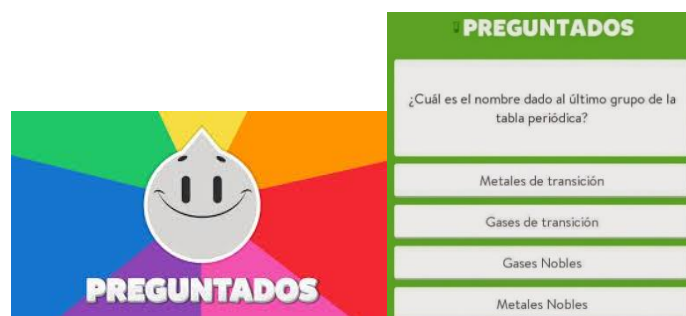 PREGUNTADOS
PREGUNTADOS
¿Cuál es el nombre dado al último grupo de la
tabla periódica?
Metales de transición
Gases de transición
Gases Nobles
Metales Nobles